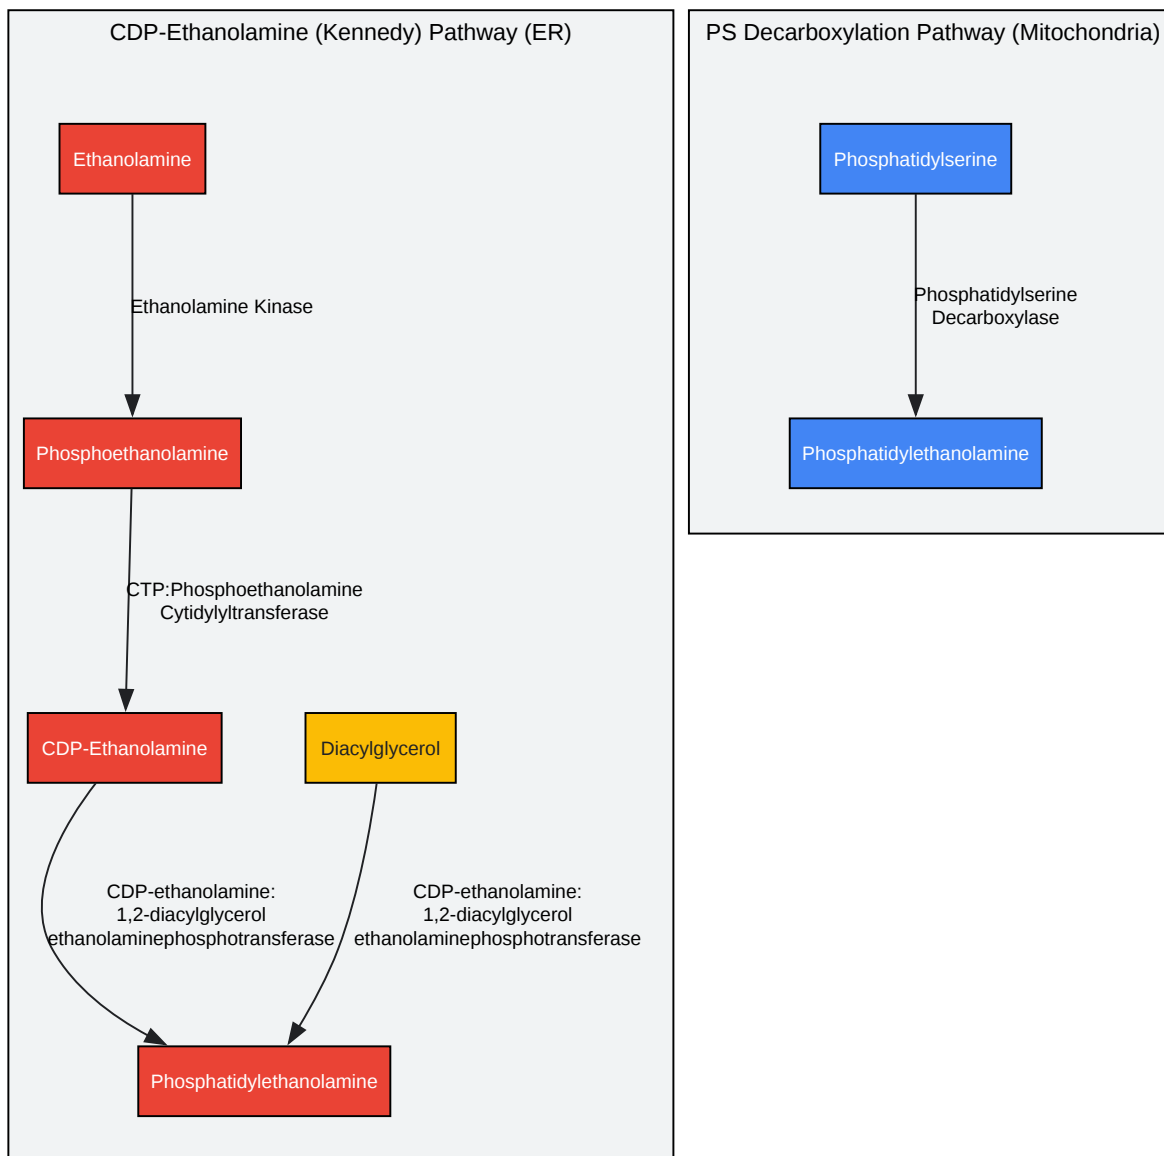 CDP-Ethanolamine (Kennedy) Pathway (ER)
Ethanolamine
Ethanolamine Kinase
Phosphoethanolamine
CTP:Phosphoethanolamine
Cytidylyltransferase
CDP-Ethanolamine
Diacylglycerol
CDP-ethanolamine:
1,2-diacylglycerol
ethanolaminephosphotransferase
CDP-ethanolamine:
1,2-diacylglycerol
ethanolaminephosphotransferase
Phosphatidylethanolamine
PS Decarboxylation Pathway (Mitochondria)
Phosphatidylserine
Phosphatidylserine
Decarboxylase
Phosphatidylethanolamine